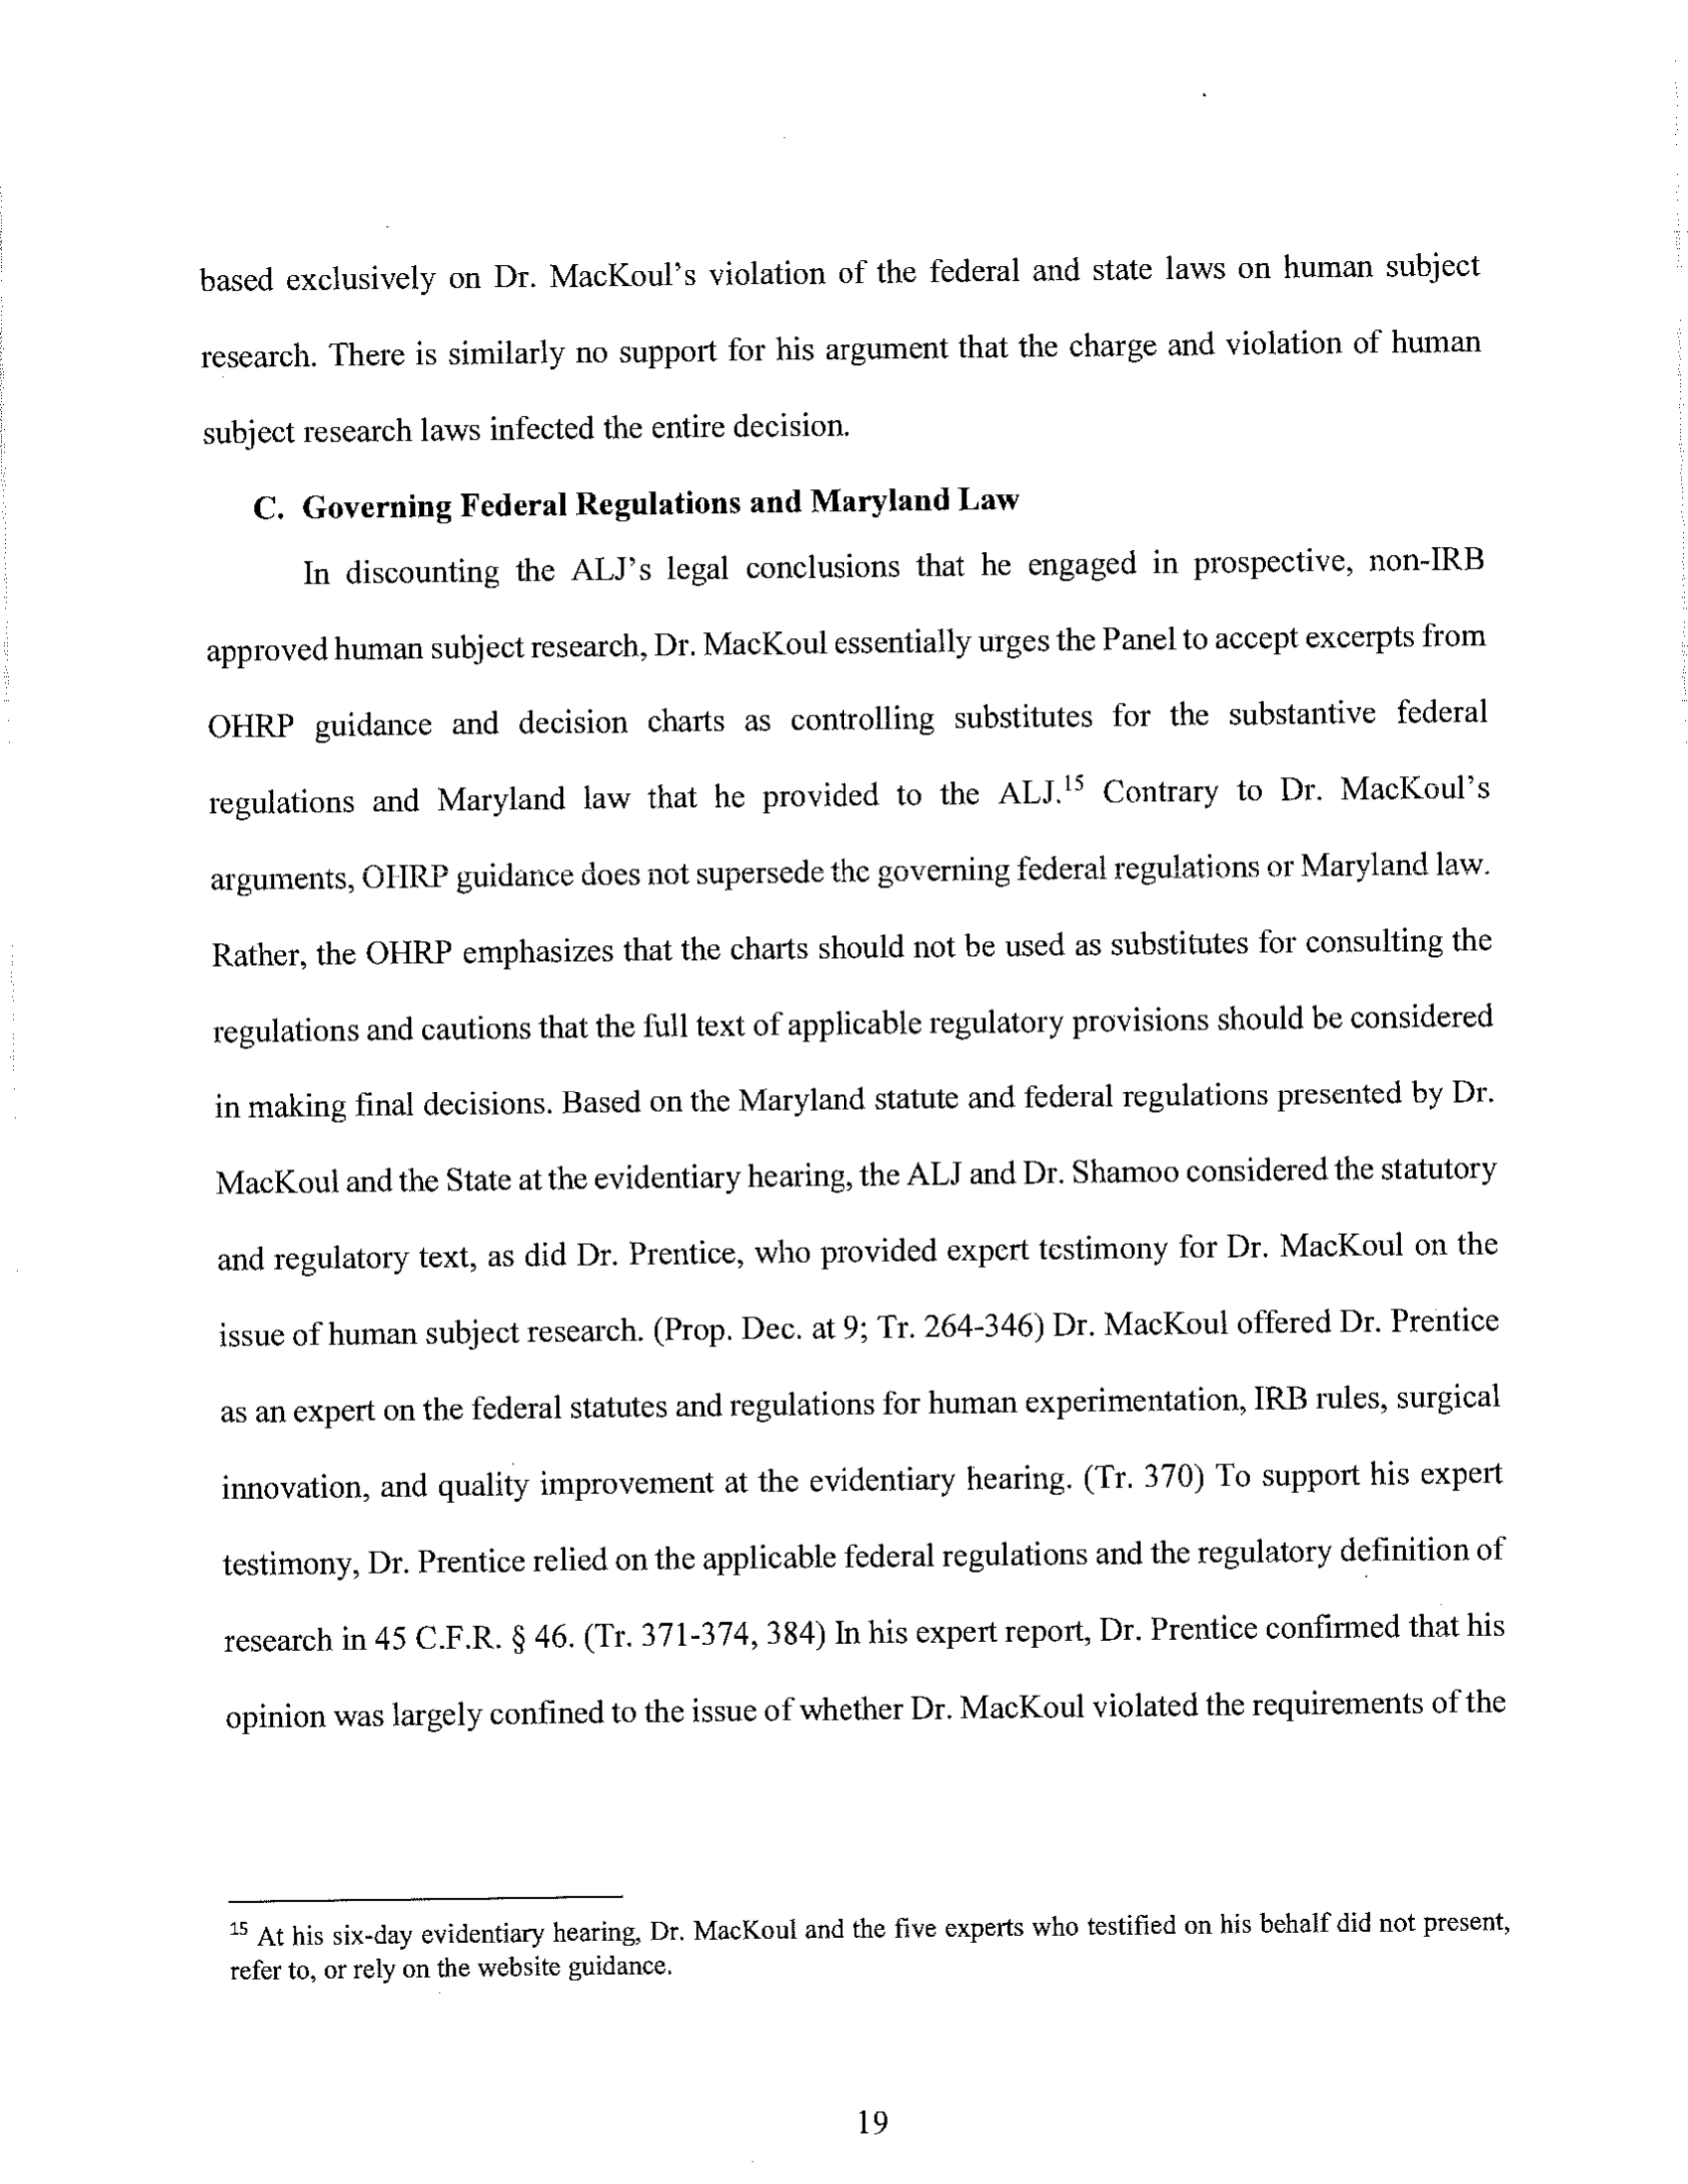 based exclusively on Dr. MacKoul's violation of the federal and state laws on human subject
research. There is similarly no support for his argument that the charge and violation of human
subject research laws infected the entire decision.
C. Governing Federal Regulations and Maryland Law
In discounting the ALJ's legal conclusions that he engaged in prospective, non-IRB
approved human subject research, Dr. MacKoul essentially urges the Panel to accept excerpts from
OHRP guidance and decision charts as controlling substitutes for the substantive federal
regulations and Maryland law that he provided to the ALJ.15 Contrary to Dr. MacKoul's
arguments, OHRP guidance does not supersede the governing federal regulations or Maryland law.
Rather, the OHRP emphasizes that the charts should not be used as substitutes for consulting the
regulations and cautions that the full text of applicable regulatory provisions should be considered
in making final decisions. Based on the Maryland statute and federal regulations presented by Dr.
MacKoul and the State at the evidentiary hearing, the ALJ and Dr. Shamoo considered the statutory
and regulatory text, as did Dr. Prentice, who provided expert testimony for Dr. MacKoul on the
issue of human subject research. (Prop. Dec. at 9; Tr. 264-346) Dr. MacKoul offered Dr. Prentice
as an expert on the federal statutes and regulations for human experimentation, IRB rules, surgical
innovation, and quality improvement at the evidentiary hearing. (Tr. 370) To support his expert
testimony, Dr. Prentice relied on the applicable federal regulations and the regulatory definition of
research in 45 C.F.R. § 46. (Tr. 371-374, 384) In his expert report, Dr. Prentice confirmed that his
opinion was largely confined to the issue of whether Dr. MacKoul violated the requirements of the
15 At his six-day evidentiary hearing, Dr. MacKoul and the five experts who testified on his behalf did not present,
refer to, or rely on the website guidance.
19